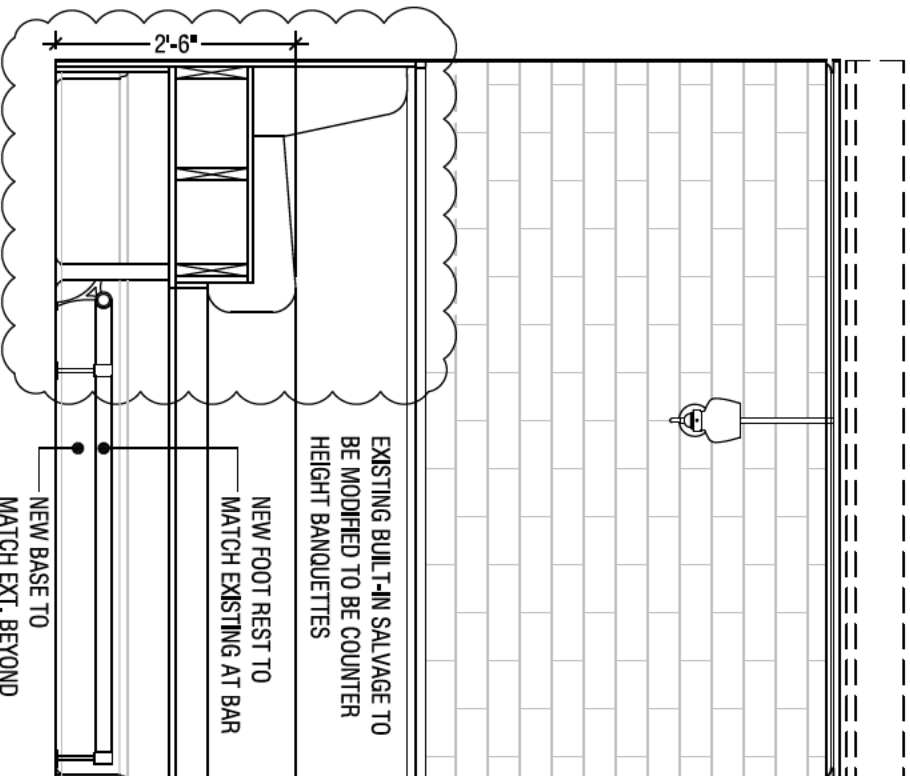 2'-6"
EXISTING BUILT-IN SALVAGE TO
BE MODIFIED TO BE COUNTER
HEIGHT BANQUETTES
NEW FOOT REST TO
MATCH EXISTING AT BAR
NEW BASE TO
MATCH EXT. BEYOND